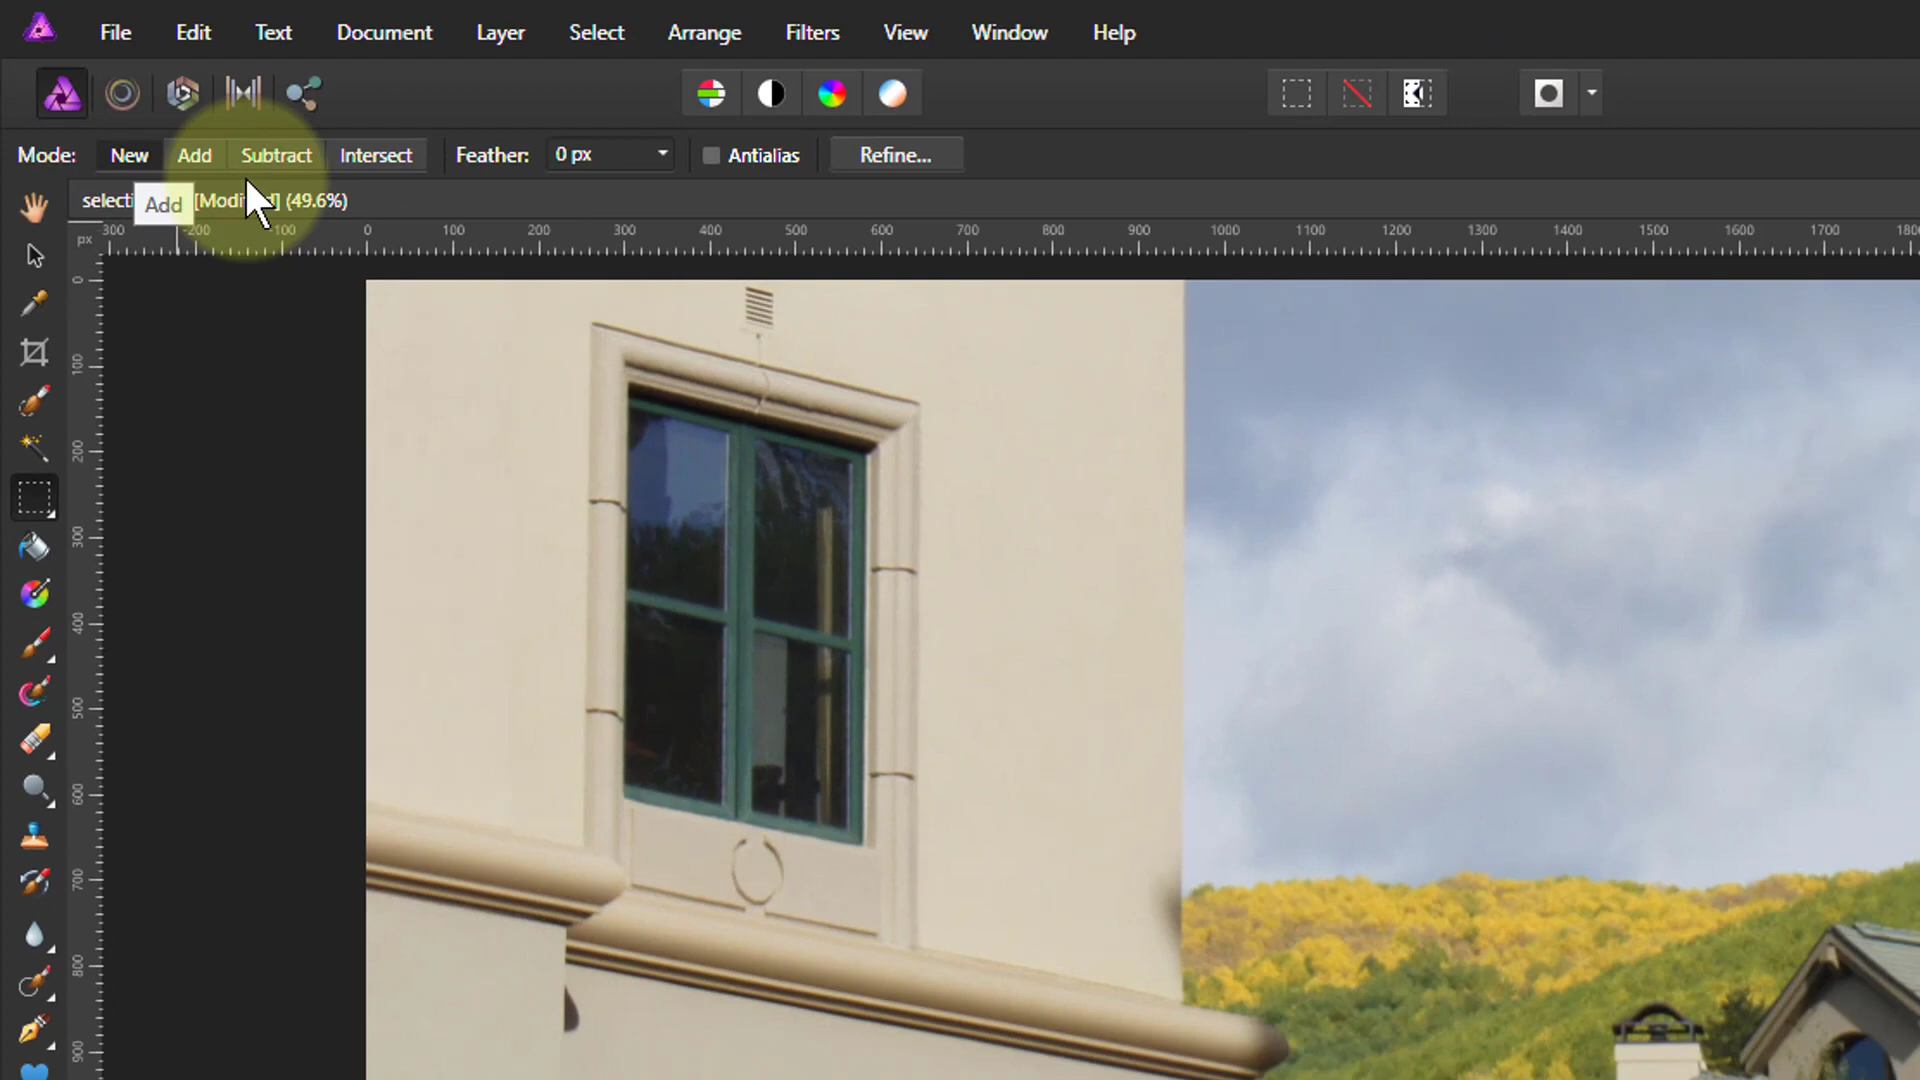 File Edit Text Document Layer Select Arrange Filters View Window Help
Mode: New Add Subtract Intersect Feather: 0 px Antialias Refine...
Add [Modified] (49.6%)
px 300 -200 -100 0 100 200 300 400 500 600 700 800 900 1000 1100 1200 1300 1400 1500 1600 1700 1800
0
100
200
300
400
500
600
700
800
900